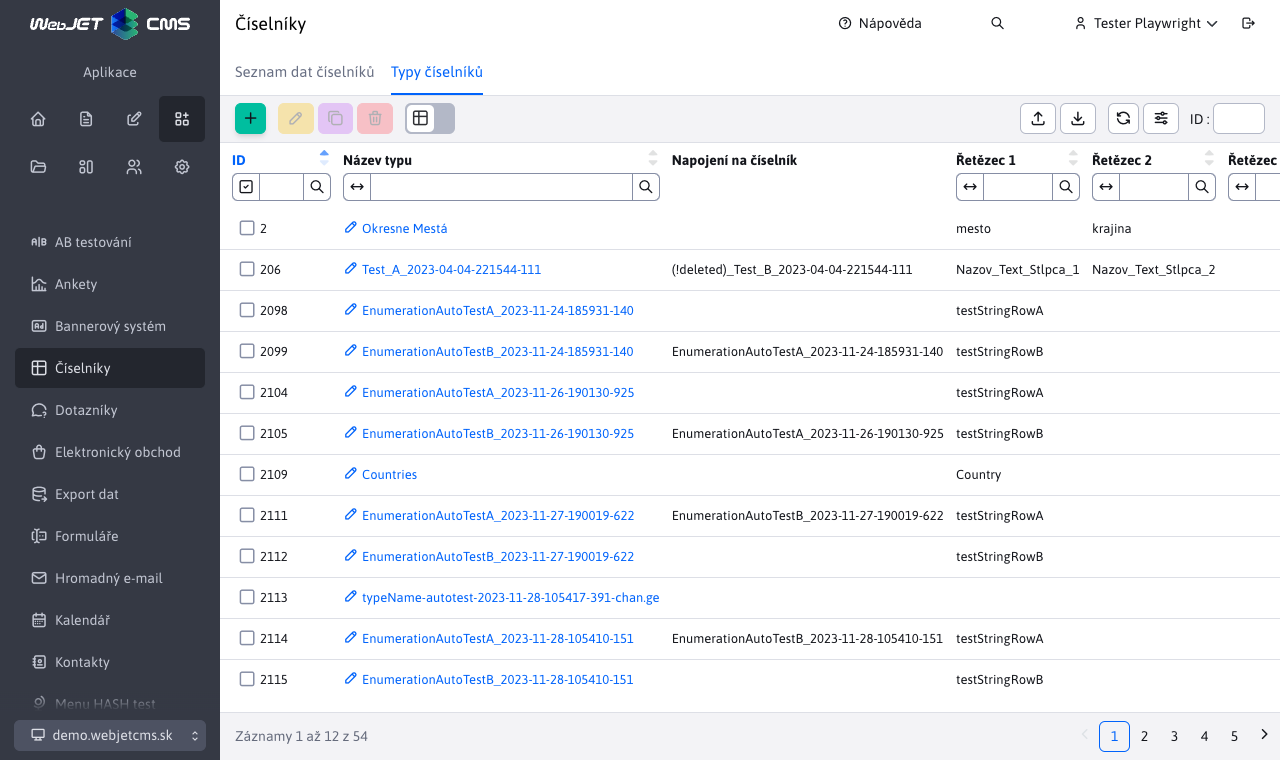 WebJET CMS
Aplikace
AB testování
Ankety
Bannerový systém
Číselníky
Dotazníky
Elektronický obchod
Export dat
Formuláře
Hromadný e-mail
Kalendář
Kontakty
Menu HASH test
demo.webjetcms.sk
Číselníky
Nápověda
Tester Playwright
Seznam dat číselníků
Typy číselníků
ID :
ID Název typu Napojení na číselník Řetězec 1 Řetězec 2 Řetězec
2 Okresne Mestá mesto krajina
206 Test_A_2023-04-04-221544-111 (!deleted)_Test_B_2023-04-04-221544-111 Nazov_Text_Stlpca_1 Nazov_Text_Stlpca_2
2098 EnumerationAutoTestA_2023-11-24-185931-140 testStringRowA
2099 EnumerationAutoTestB_2023-11-24-185931-140 EnumerationAutoTestA_2023-11-24-185931-140 testStringRowB
2104 EnumerationAutoTestA_2023-11-26-190130-925 testStringRowA
2105 EnumerationAutoTestB_2023-11-26-190130-925 EnumerationAutoTestA_2023-11-26-190130-925 testStringRowB
2109 Countries Country
2111 EnumerationAutoTestA_2023-11-27-190019-622 EnumerationAutoTestB_2023-11-27-190019-622 testStringRowA
2112 EnumerationAutoTestB_2023-11-27-190019-622 testStringRowB
2113 typeName-autotest-2023-11-28-105417-391-chan.ge
2114 EnumerationAutoTestA_2023-11-28-105410-151 EnumerationAutoTestB_2023-11-28-105410-151 testStringRowA
2115 EnumerationAutoTestB_2023-11-28-105410-151 testStringRowB
Záznamy 1 až 12 z 54
1 2 3 4 5